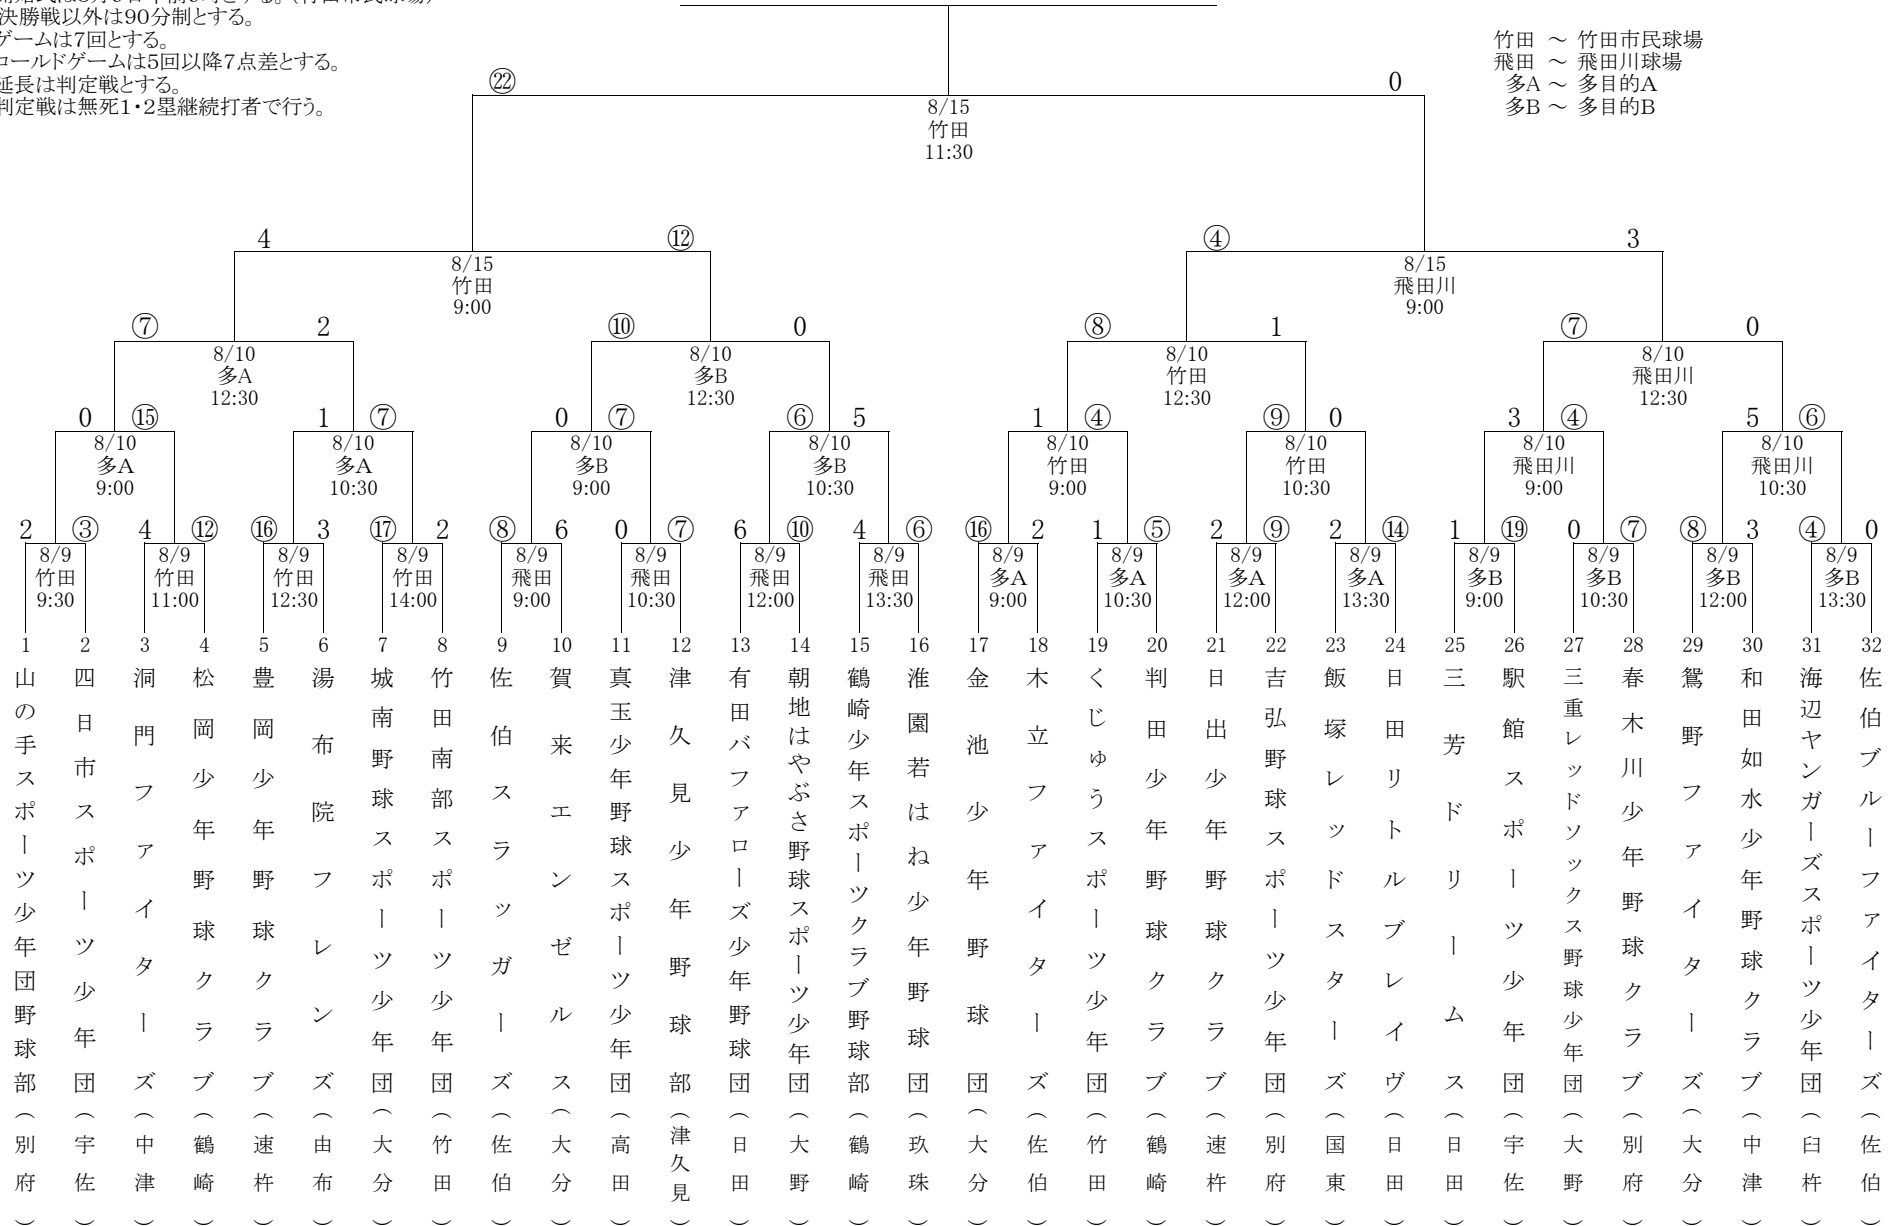 決勝戦以外は90分制とする。
ゲームは7回とする。
コールドゲームは5回以降7点差とする。
延長は判定戦とする。
判定戦は無死1・2塁継続打者で行う。
竹田 ～ 竹田市民球場
飛田 ～ 飛田川球場
多A ～ 多目的A
多B ～ 多目的B
㉒ 0
8/15
竹田
11:30
4 ⑫ ④ 3
8/15 8/15
竹田 飛田川
9:00 9:00
⑦ 2 ⑩ 0 ⑧ 1 ⑦ 0
8/10 8/10 8/10 8/10
多A 多B 竹田 飛田川
12:30 12:30 12:30 12:30
0 ⑮ 1 ⑦ 0 ⑦ ⑥ 5 1 ④ ⑨ 0 3 ④ 5 ⑥
8/10 8/10 8/10 8/10 8/10 8/10 8/10 8/10
多A 多A 多B 多B 竹田 竹田 飛田川 飛田川
9:00 10:30 9:00 10:30 9:00 10:30 9:00 10:30
2 ③ 4 ⑫ ⑯ 3 ⑰ 2 ⑧ 6 0 ⑦ 6 ⑩ 4 ⑥ ⑯ 2 1 ⑤ 2 ⑨ 2 ⑭ 1 ⑲ 0 ⑦ ⑧ 3 ④ 0
8/9 8/9 8/9 8/9 8/9 8/9 8/9 8/9 8/9 8/9 8/9 8/9 8/9 8/9 8/9 8/9
竹田 竹田 竹田 竹田 飛田 飛田 飛田 飛田 多A 多A 多A 多A 多B 多B 多B 多B
9:30 11:00 12:30 14:00 9:00 10:30 12:00 13:30 9:00 10:30 12:00 13:30 9:00 10:30 12:00 13:30
1 山の手スポーツ少年団野球部（別府）
2 四日市スポーツ少年団（宇佐）
3 洞門ファイターズ（中津）
4 松岡少年野球クラブ（鶴崎）
5 豊岡少年野球クラブ（速杵）
6 湯布院フレンズ（由布）
7 城南野球スポーツ少年団（大分）
8 竹田南部スポーツ少年団（竹田）
9 佐伯スラッガーズ（佐伯）
10 賀来エンゼルス（大分）
11 真玉少年野球スポーツ少年団（高田）
12 津久見少年野球部（津久見）
13 有田バファローズ少年野球団（日田）
14 朝地はやぶさ野球スポーツ少年団（大野）
15 鶴崎少年スポーツクラブ野球部（鶴崎）
16 淮園若はね少年野球団（玖珠）
17 金池少年野球団（大分）
18 木立ファイターズ（佐伯）
19 くじゅうスポーツ少年団（竹田）
20 判田少年野球クラブ（鶴崎）
21 日出少年野球クラブ（速杵）
22 吉弘野球スポーツ少年団（別府）
23 飯塚レッドスターズ（国東）
24 日田リトルブレイヴ（日田）
25 三芳ドリームス（日田）
26 駅館スポーツ少年団（宇佐）
27 三重レッドソックス野球少年団（大野）
28 春木川少年野球クラブ（別府）
29 鴛野ファイターズ（大分）
30 和田如水少年野球クラブ（中津）
31 海辺ヤンガーズスポーツ少年団（臼杵）
32 佐伯ブルーファイターズ（佐伯）